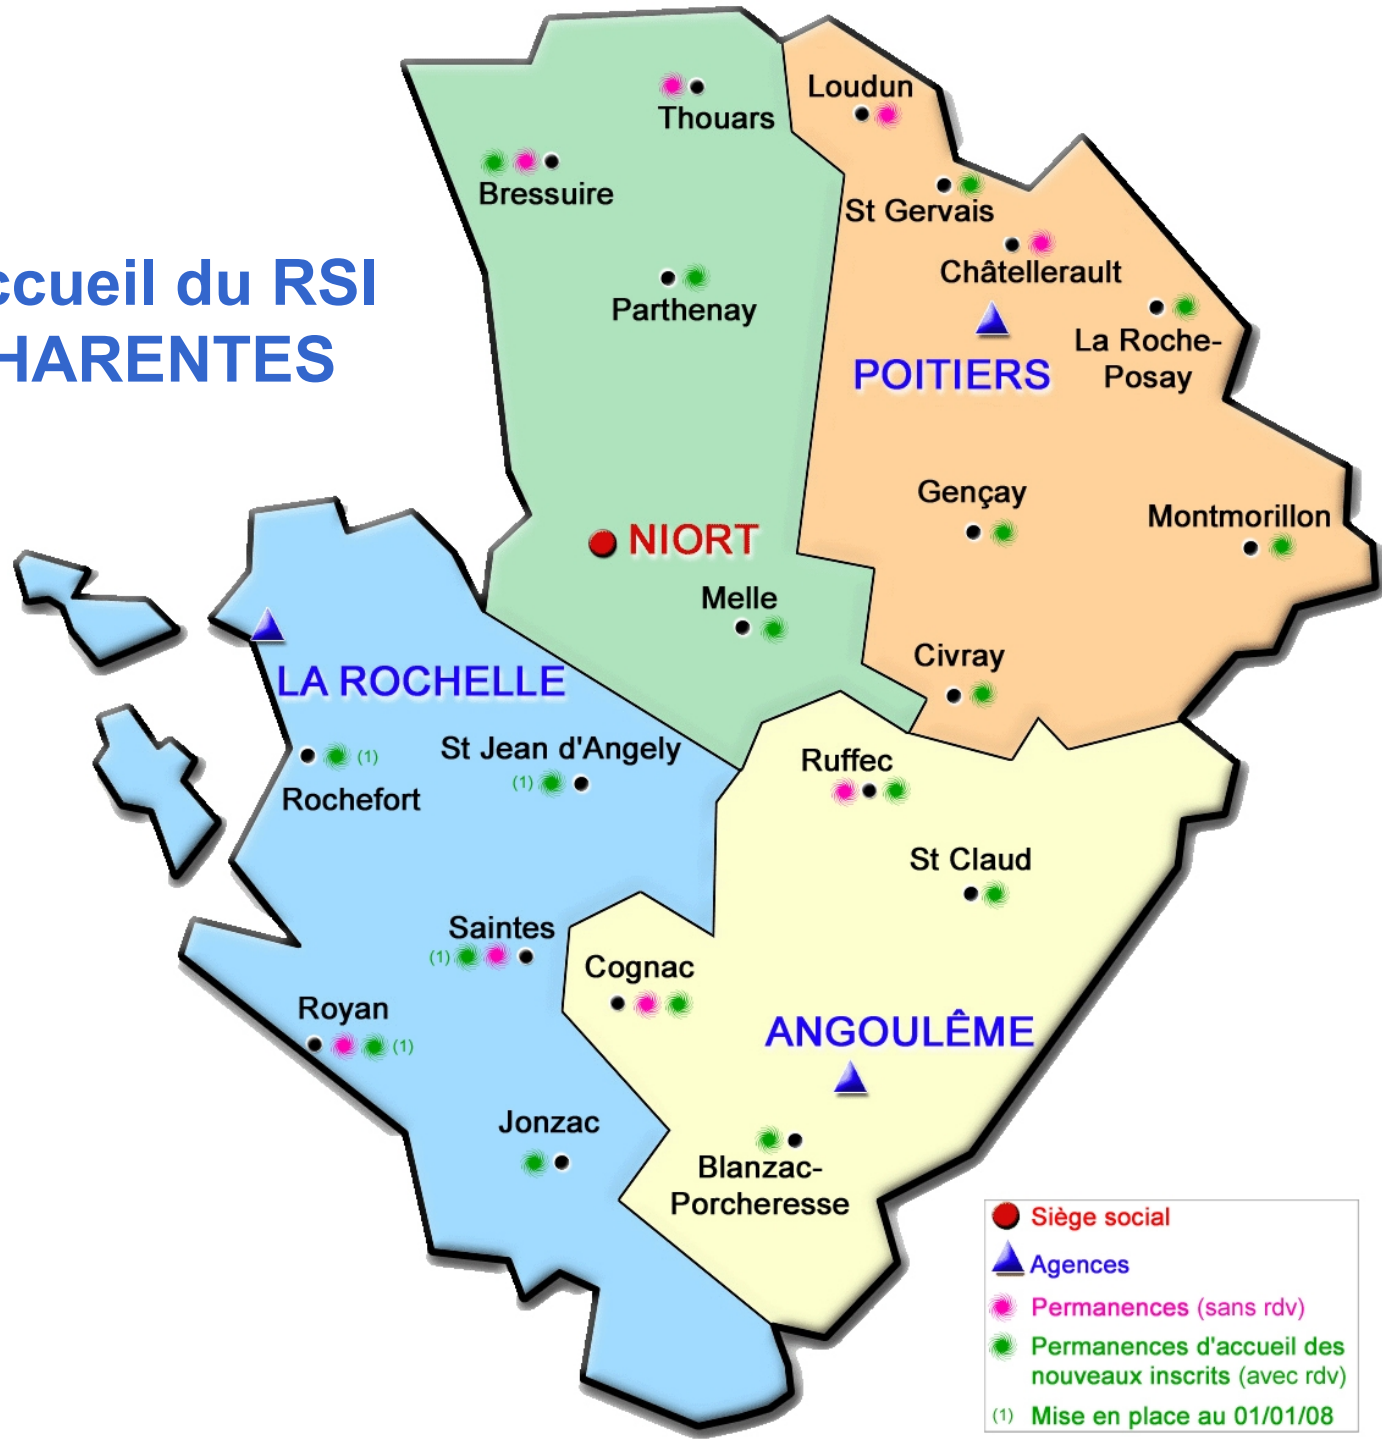 Thouars
Loudun
Bressuire
St Gervais
Châtellerault
ccueil du RSI
HARENTES
Parthenay
La Roche-
Posay
POITIERS
Gençay
Montmorillon
NIORT
Melle
Civray
LA ROCHELLE
St Jean d'Angely
(1)
Rochefort
(1)
Ruffec
St Claud
Saintes
(1)
Cognac
Royan
(1)
ANGOULÊME
Jonzac
Blanzac-
Porcheresse
Siège social
Agences
Permanences (sans rdv)
Permanences d'accueil des
nouveaux inscrits (avec rdv)
(1) Mise en place au 01/01/08